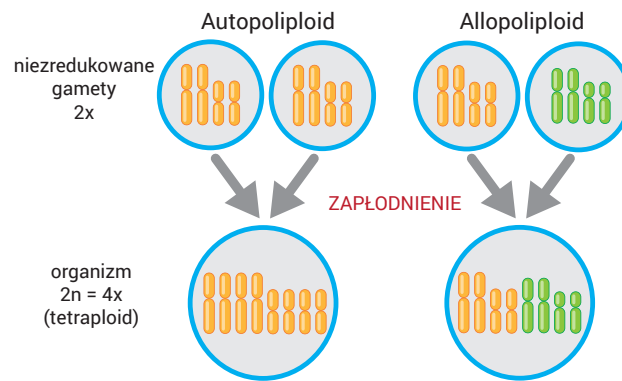 Autopoliploid
Allopoliploid
niezredukowane
gamety
2x
ZAPŁODNIENIE
organizm
2n = 4x
(tetraploid)